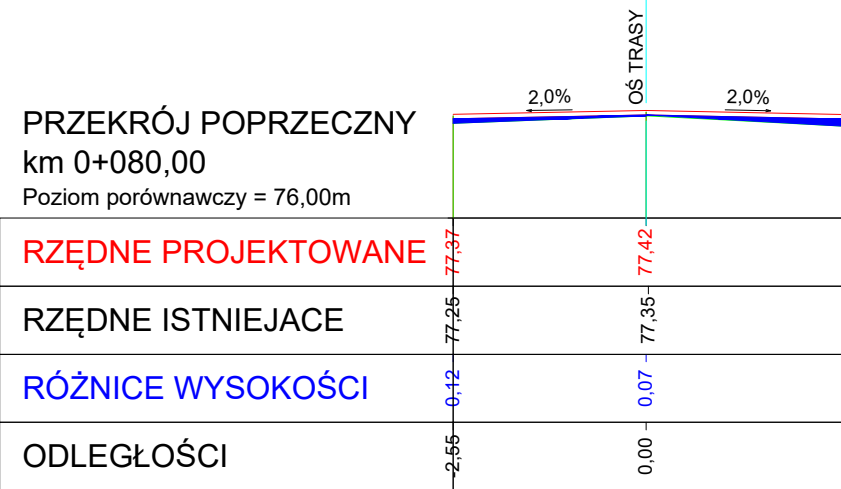 OŚ TRASY
2,0%
2,0%
PRZEKRÓJ POPRZECZNY
km 0+080,00
Poziom porównawczy = 76,00m
RZĘDNE PROJEKTOWANE 77,37 77,42
RZĘDNE ISTNIEJACE 77,25 77,35
RÓŻNICE WYSOKOŚCI 0,12 0,07
ODLEGŁOŚCI -2,55 0,00